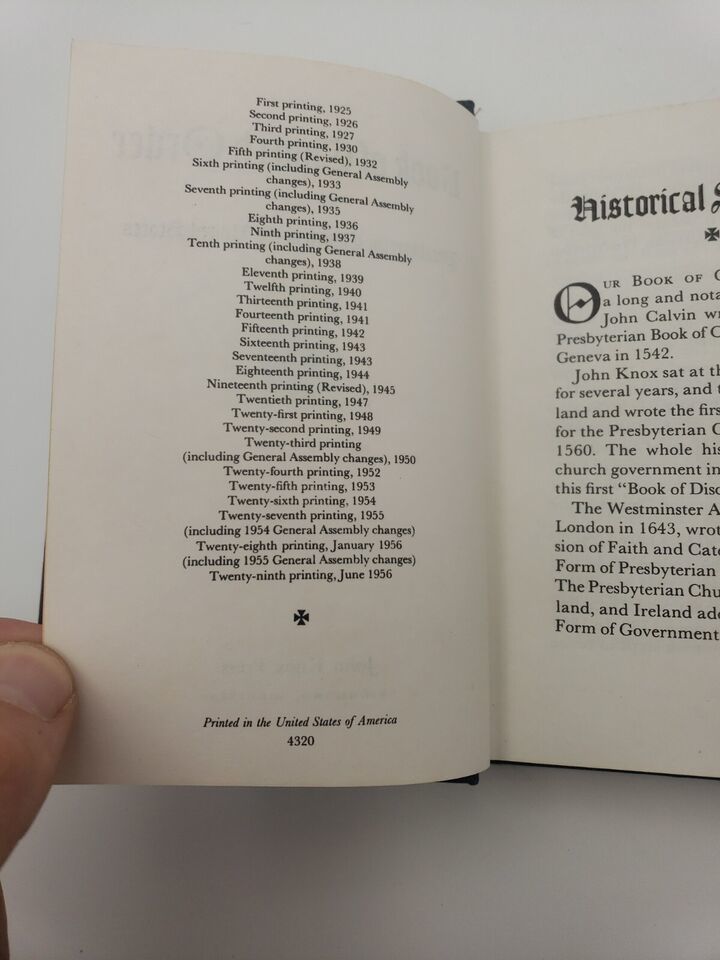 First printing, 1925
Second printing, 1926
Third printing, 1927
Fourth printing, 1930
Fifth printing (Revised), 1932
Sixth printing (including General Assembly
changes), 1933
Seventh printing (including General Assembly
changes), 1935
Eighth printing, 1936
Ninth printing, 1937
Tenth printing (including General Assembly
changes), 1938
Eleventh printing, 1939
Twelfth printing, 1940
Thirteenth printing, 1941
Fourteenth printing, 1941
Fifteenth printing, 1942
Sixteenth printing, 1943
Seventeenth printing, 1943
Eighteenth printing, 1944
Nineteenth printing (Revised), 1945
Twentieth printing, 1947
Twenty-first printing, 1948
Twenty-second printing, 1949
Twenty-third printing
(including General Assembly changes), 1950
Twenty-fourth printing, 1952
Twenty-fifth printing, 1953
Twenty-sixth printing, 1954
Twenty-seventh printing, 1955
(including 1954 General Assembly changes)
Twenty-eighth printing, January 1956
(including 1955 General Assembly changes)
Twenty-ninth printing, June 1956
Printed in the United States of America
4320
Historical
OUR BOOK OF
a long and nota
John Calvin wr
Presbyterian Book of C
Geneva in 1542.
John Knox sat at th
for several years, and
land and wrote the firs
for the Presbyterian C
1560. The whole his
church government in
this first "Book of Disc
The Westminster A
London in 1643, wrot
sion of Faith and Cate
Form of Presbyterian
The Presbyterian Chu
land, and Ireland ado
Form of Government